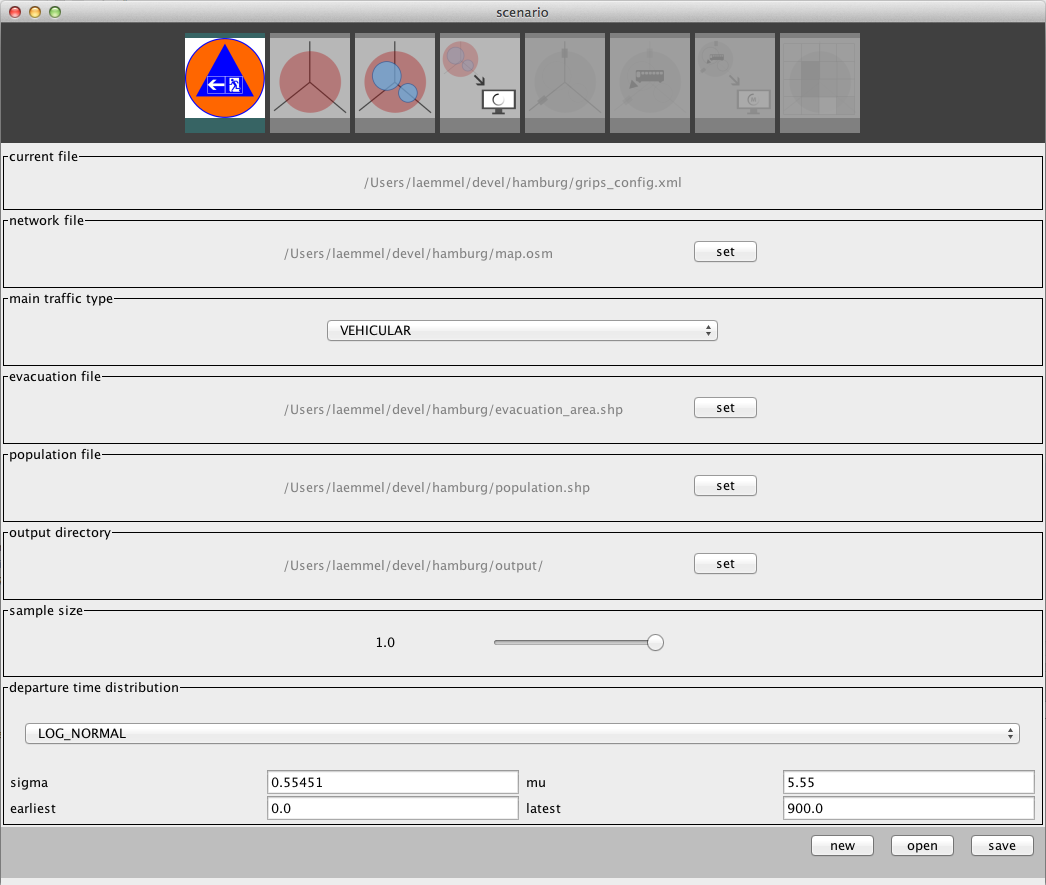 scenario
current file
/Users/laemmel/devel/hamburg/grips_config.xml
network file
/Users/laemmel/devel/hamburg/map.osm
set
main traffic type
VEHICULAR
evacuation file
/Users/laemmel/devel/hamburg/evacuation_area.shp
set
population file
/Users/laemmel/devel/hamburg/population.shp
set
output directory
/Users/laemmel/devel/hamburg/output/
set
sample size
1.0
departure time distribution
LOG_NORMAL
sigma 0.55451 mu 5.55
earliest 0.0 latest 900.0
new open save